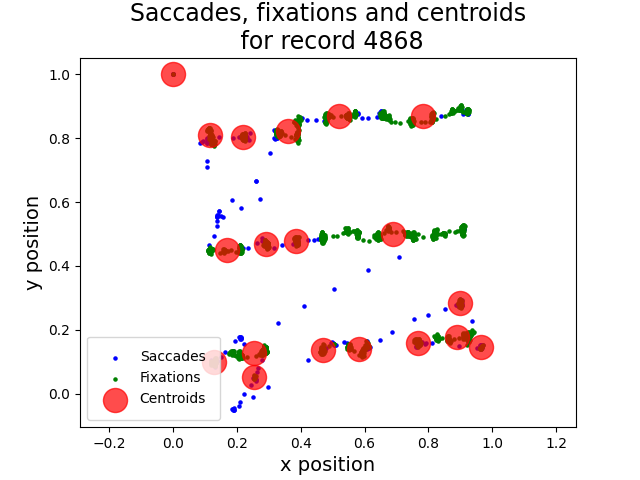 Saccades, fixations and centroids
for record 4868
y position
1.0
0.8
0.6
0.4
0.2
0.0
Saccades
Fixations
Centroids
−0.2 0.0 0.2 0.4 0.6 0.8 1.0 1.2
x position